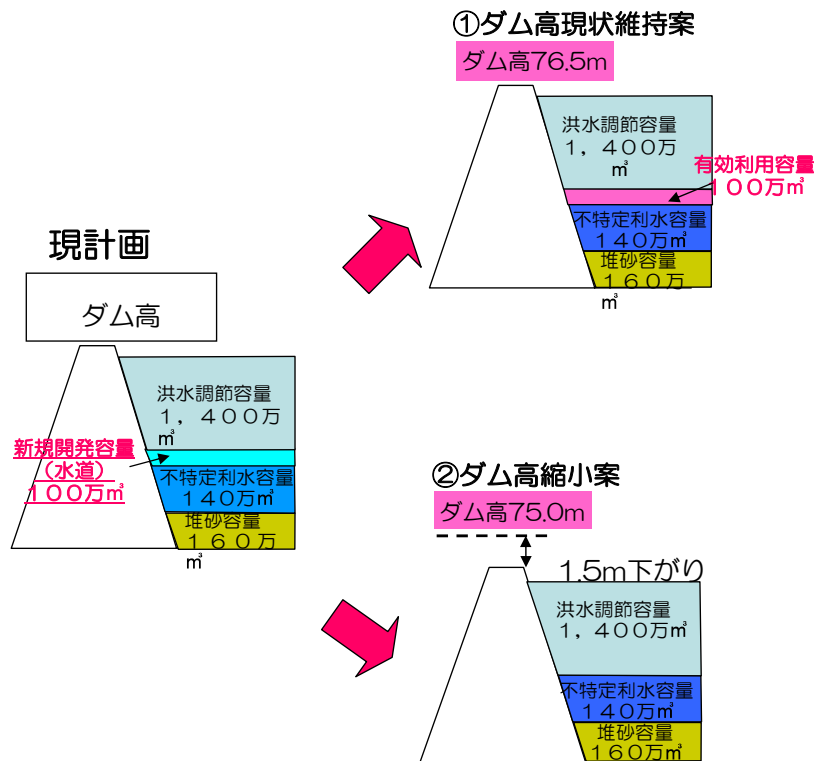 ①ダム高現状維持案
ダム高76.5m
洪水調節容量
１，４００万
㎥
有効利用容量
１００万㎥
不特定利水容量
１４０万㎥
堆砂容量
１６０万
㎥
現計画
ダム高
洪水調節容量
１，４００万
㎥
新規開発容量
（水道）
１００万㎥
不特定利水容量
１４０万㎥
堆砂容量
１６０万
㎥
②ダム高縮小案
ダム高75.0m
1.5m下がり
洪水調節容量
１，４００万㎥
不特定利水容量
１４０万㎥
堆砂容量
１６０万㎥